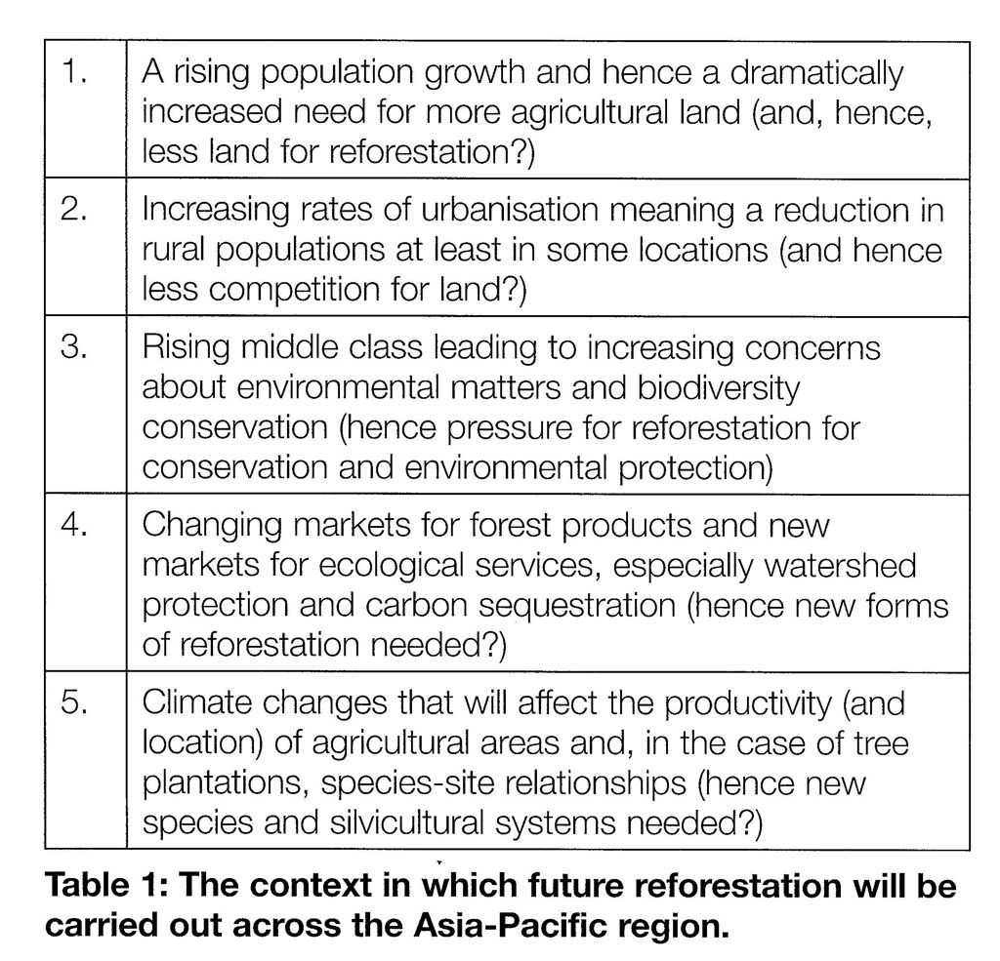 1.
A rising population growth and hence a dramatically
increased need for more agricultural land (and, hence,
less land for reforestation?)
2.
Increasing rates of urbanisation meaning a reduction in
rural populations at least in some locations (and hence
less competition for land?)
3.
Rising middle class leading to increasing concerns
about environmental matters and biodiversity
conservation (hence pressure for reforestation for
conservation and environmental protection)
4.
Changing markets for forest products and new
markets for ecological services, especially watershed
protection and carbon sequestration (hence new forms
of reforestation needed?)
5.
Climate changes that will affect the productivity (and
location) of agricultural areas and, in the case of tree
plantations, species-site relationships (hence new
species and silvicultural systems needed?)
Table 1: The context in which future reforestation will be
carried out across the Asia-Pacific region.